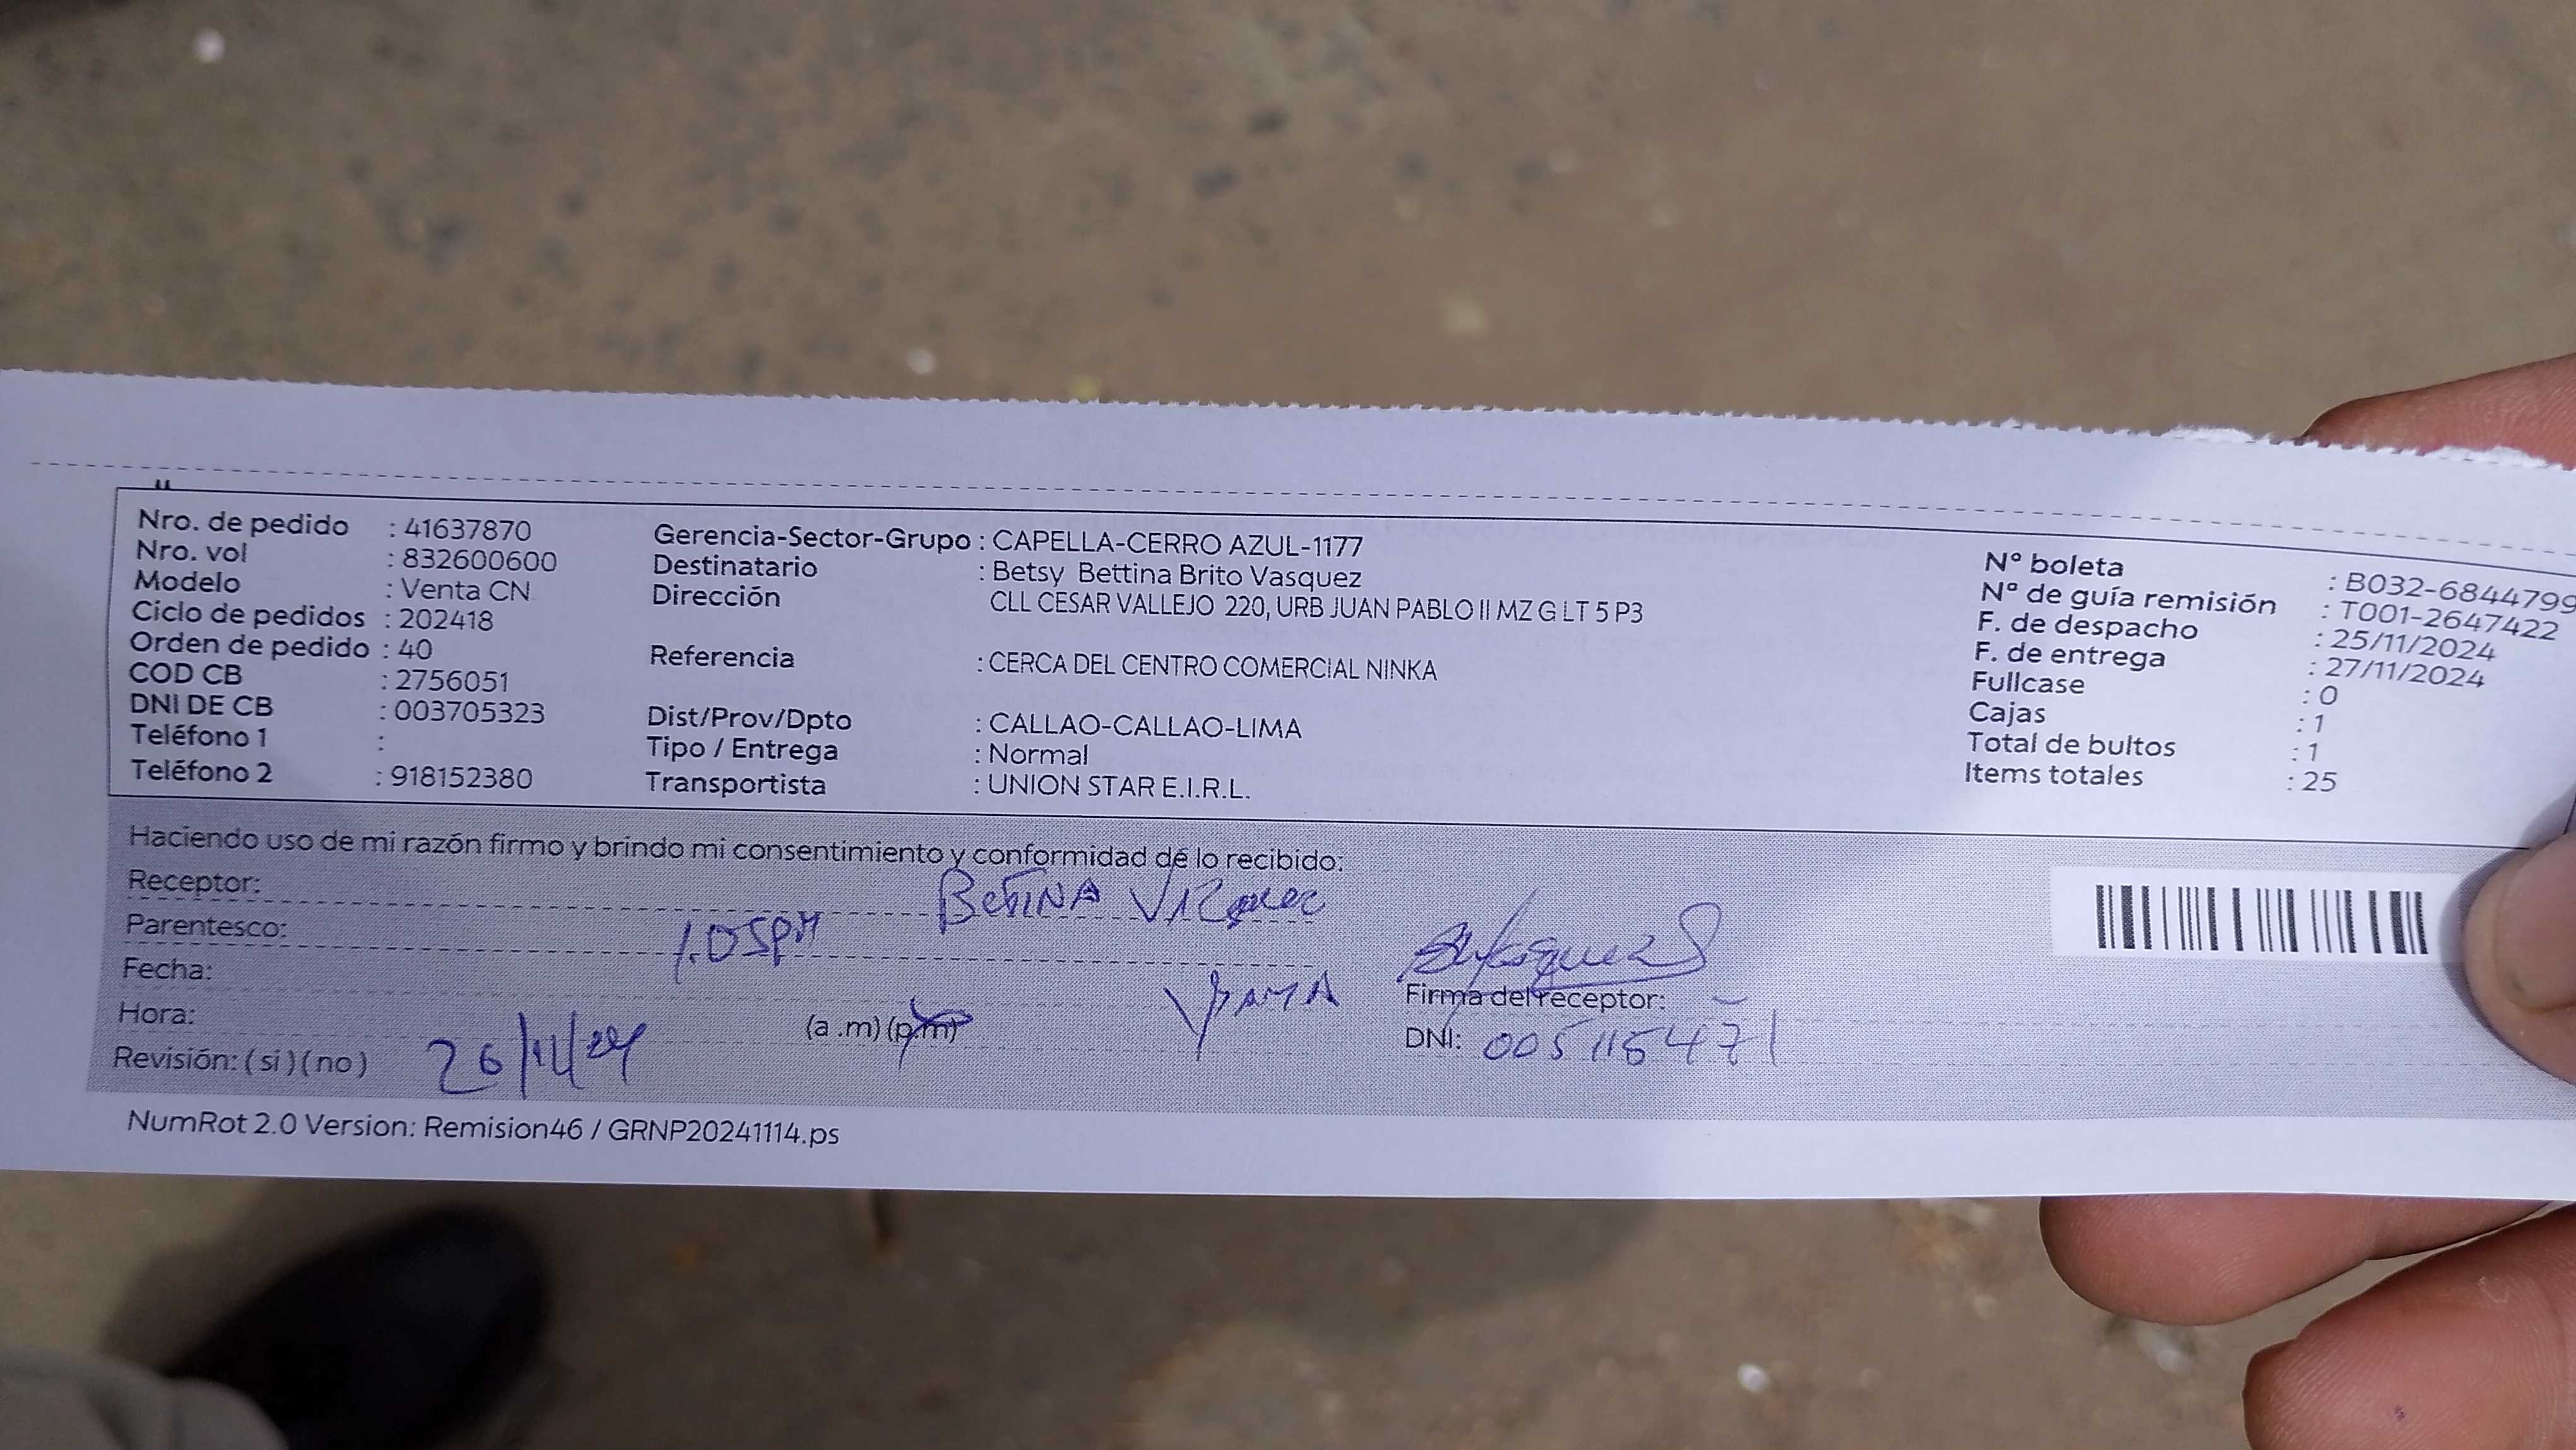 Nro. de pedido : 41637870
Nro. vol : 832600600
Modelo : Venta CN
Ciclo de pedidos : 202418
Orden de pedido : 40
COD CB : 2756051
DNI DE CB : 003705323
Teléfono 1 :
Teléfono 2 : 918152380
Gerencia-Sector-Grupo : CAPELLA-CERRO AZUL-1177
Destinatario : Betsy Bettina Brito Vasquez
Dirección CLL CESAR VALLEJO 220, URB JUAN PABLO II MZ G LT 5 P3
Referencia : CERCA DEL CENTRO COMERCIAL NINKA
Dist/Prov/Dpto : CALLAO-CALLAO-LIMA
Tipo / Entrega : Normal
Transportista : UNION STAR E.I.R.L.
N° boleta : B032-6844799
N° de guía remisión : T001-2647422
F. de despacho : 25/11/2024
F. de entrega : 27/11/2024
Fullcase : 0
Cajas : 1
Total de bultos : 1
Items totales : 25
Haciendo uso de mi razón firmo y brindo mi consentimiento y conformidad de lo recibido:
Receptor:
Parentesco: 1.05PM
Fecha:
Hora: (a .m) (p.m)
Revisión: ( si ) ( no ) 26/11/24
Firma del receptor:
DNI: 005115471
NumRot 2.0 Version: Remision46 / GRNP20241114.ps